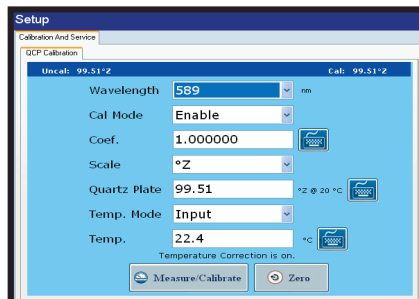 Setup
Calibration And Service
QCP Calibration
Uncal: 99.51°Z Cal: 99.51°Z
Wavelength 589 nm
Cal Mode Enable
Coef. 1.000000
Scale °Z
Quartz Plate 99.51 °Z @ 20 °C
Temp. Mode Input
Temp. 22.4 °C
Temperature Correction is on.
Measure/Calibrate Zero